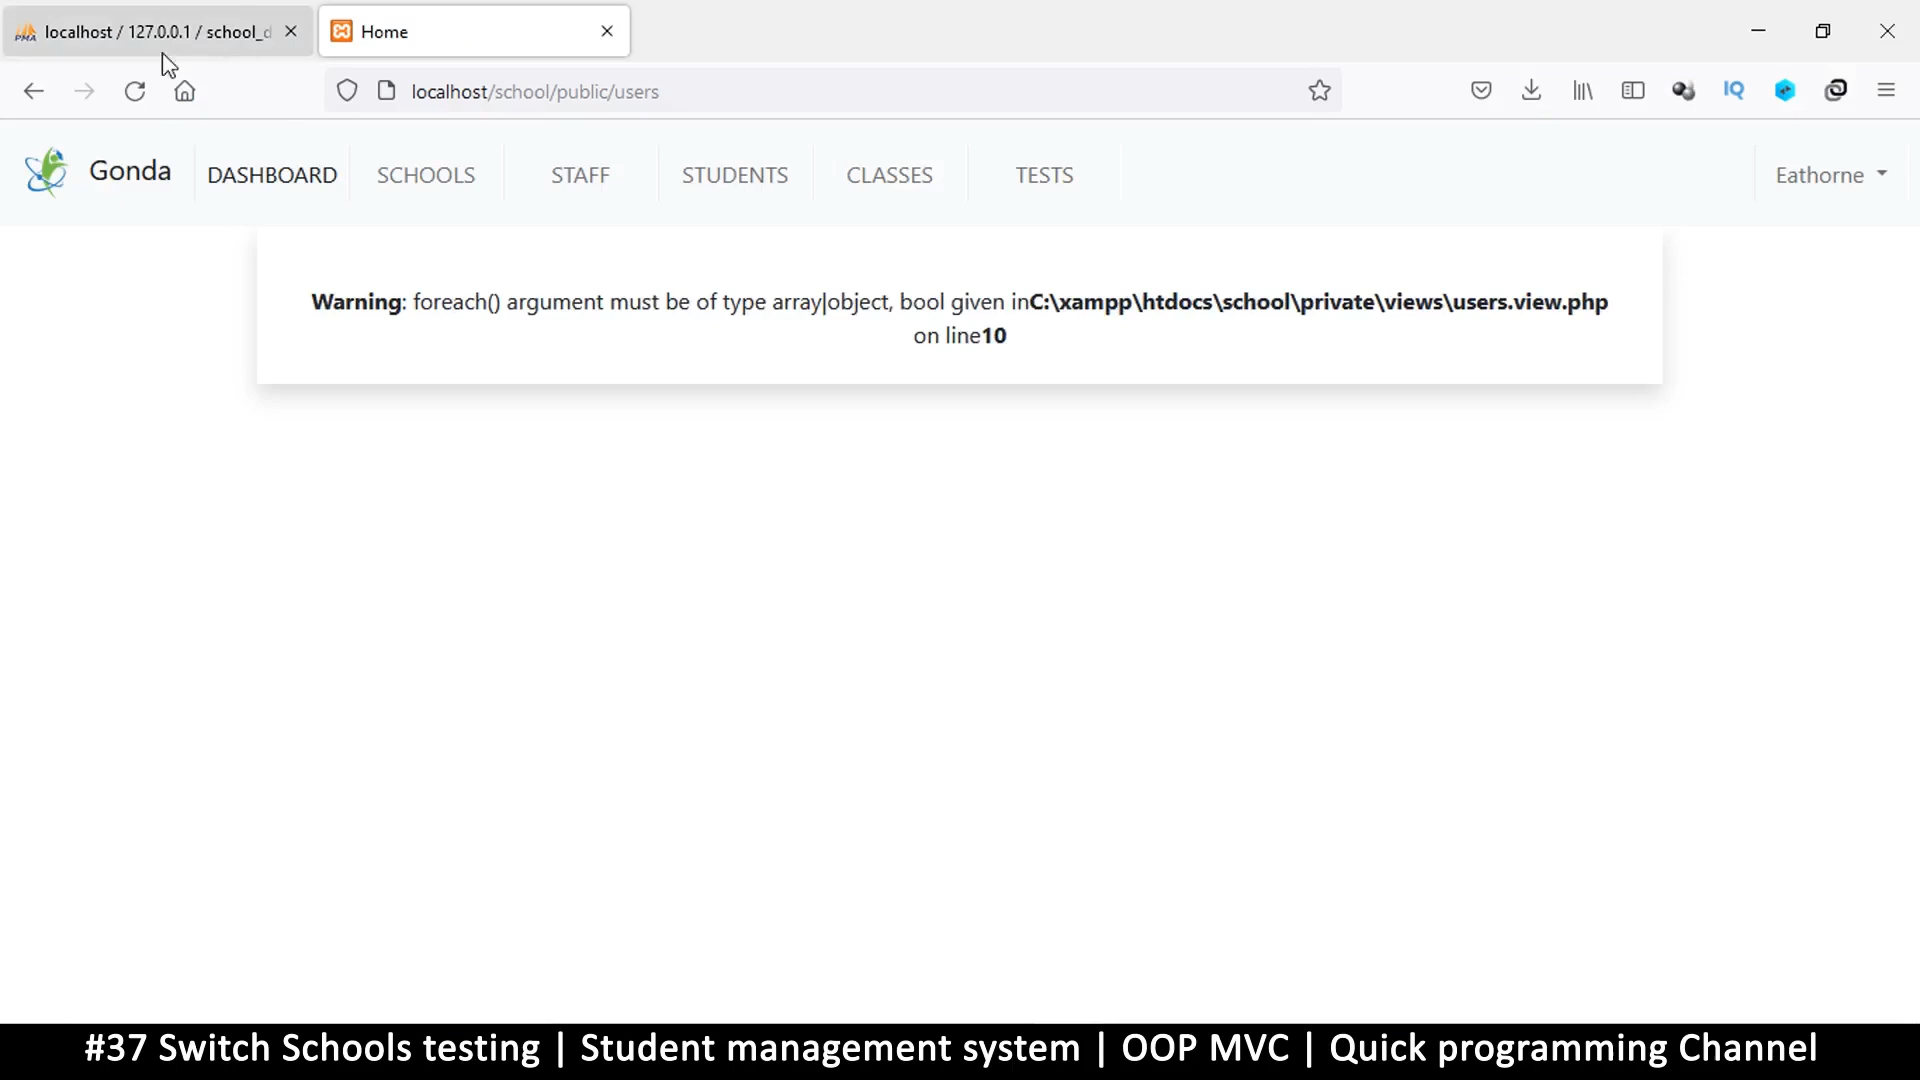 localhost / 127.0.0.1 / school_d
Home
localhost/school/public/users
IQ
Gonda
DASHBOARD
SCHOOLS
STAFF
STUDENTS
CLASSES
TESTS
Eathorne
Warning: foreach() argument must be of type array|object, bool given inC:\xampp\htdocs\school\private\views\users.view.php
on line10
#37 Switch Schools testing | Student management system | OOP MVC | Quick programming Channel